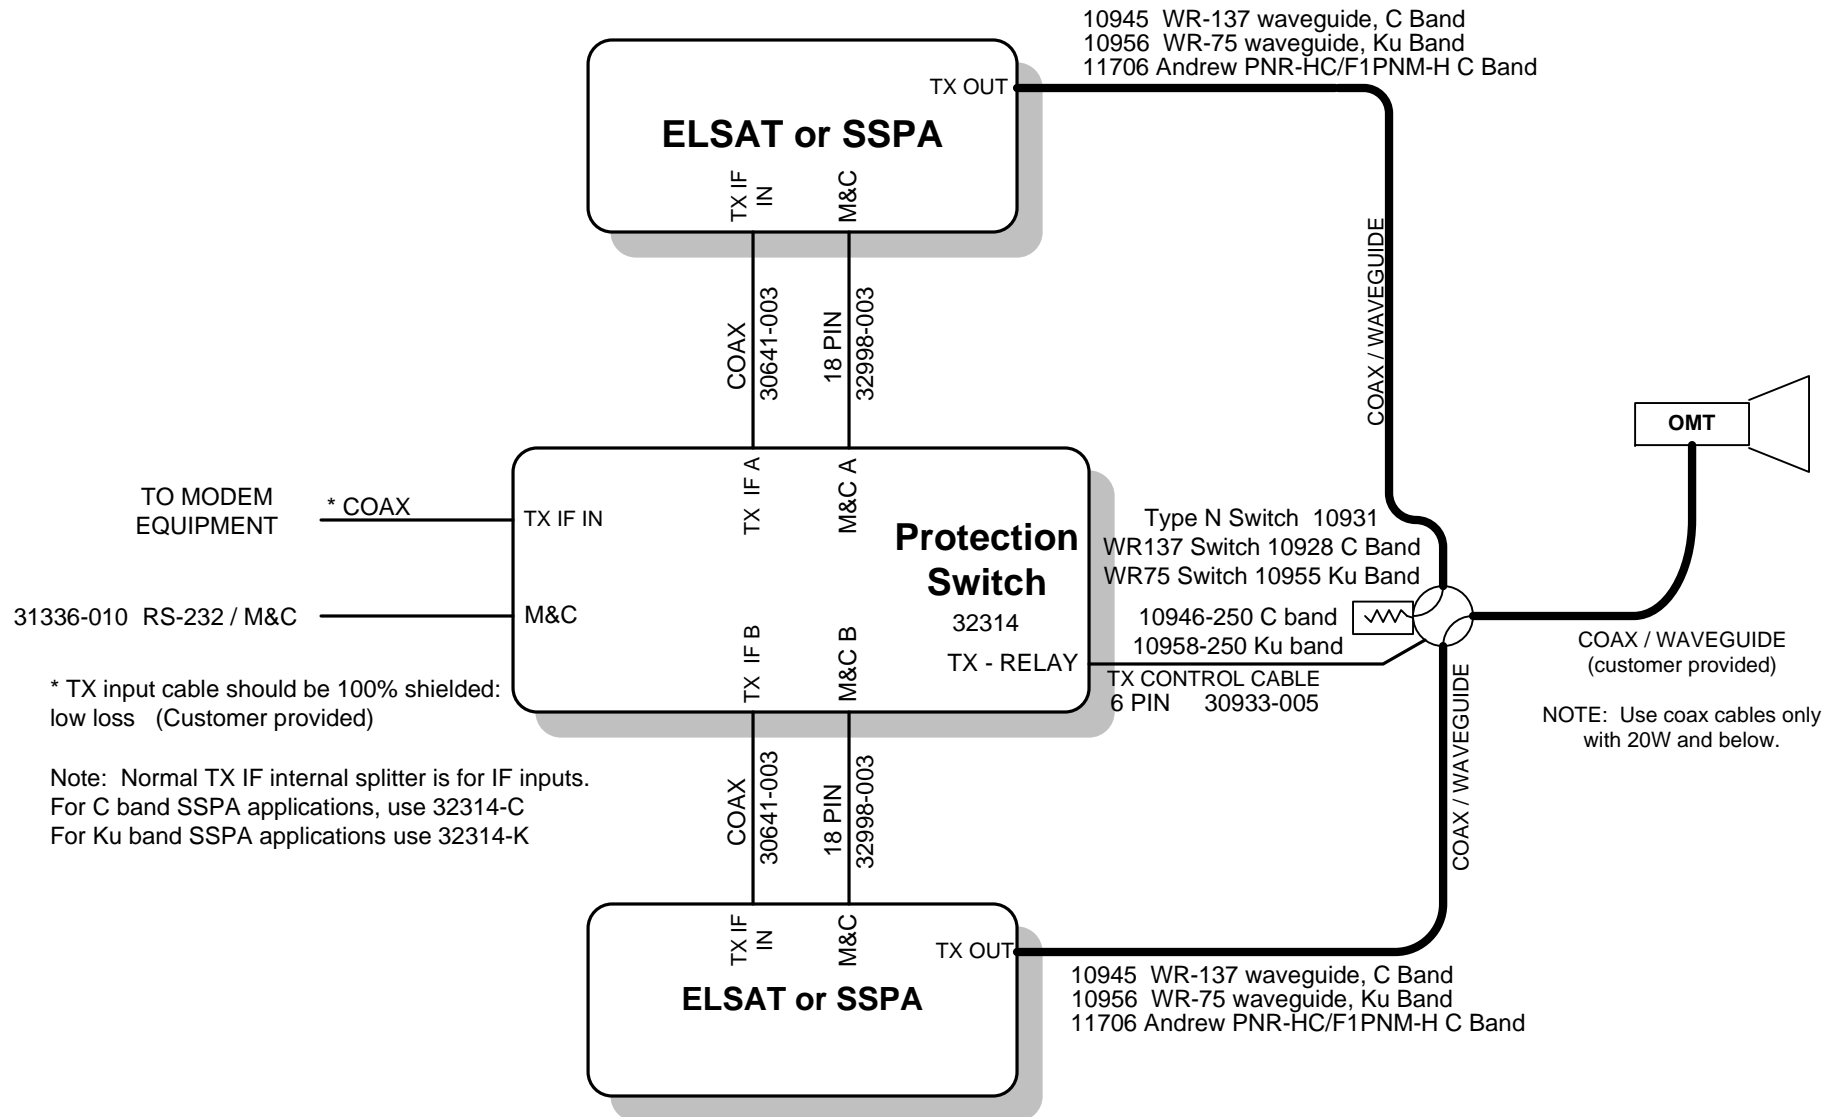 10945  WR-137 waveguide, C Band
10956  WR-75 waveguide, Ku Band
11706 Andrew PNR-HC/F1PNM-H C Band
TX OUT
ELSAT or SSPA
TX IF
IN
M&C
COAX
30641-003
18 PIN
32998-003
COAX / WAVEGUIDE
OMT
TO MODEM
EQUIPMENT
* COAX
TX IF IN
TX IF A
M&C A
Protection
Switch
32314
Type N Switch  10931
WR137 Switch 10928 C Band
WR75 Switch 10955 Ku Band
31336-010  RS-232 / M&C
M&C
TX IF B
M&C B
TX - RELAY
10946-250 C band
10958-250 Ku band
TX CONTROL CABLE
6 PIN     30933-005
COAX / WAVEGUIDE
(customer provided)
NOTE:  Use coax cables only
with 20W and below.
* TX input cable should be 100% shielded:
low loss   (Customer provided)
Note:  Normal TX IF internal splitter is for IF inputs.
For C band SSPA applications, use 32314-C
For Ku band SSPA applications use 32314-K
COAX
30641-003
18 PIN
32998-003
COAX / WAVEGUIDE
TX IF
IN
M&C
TX OUT
ELSAT or SSPA
10945  WR-137 waveguide, C Band
10956  WR-75 waveguide, Ku Band
11706 Andrew PNR-HC/F1PNM-H C Band